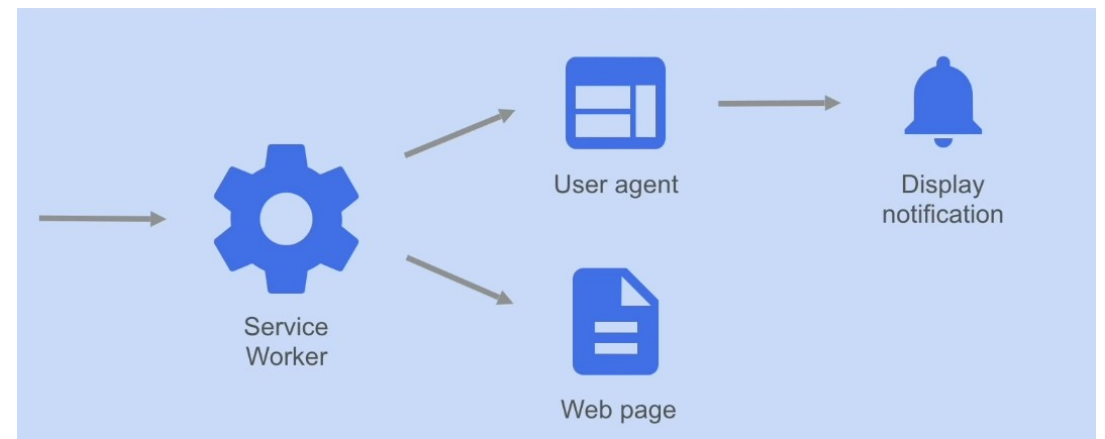 Service
Worker
User agent
Display
notification
Web page